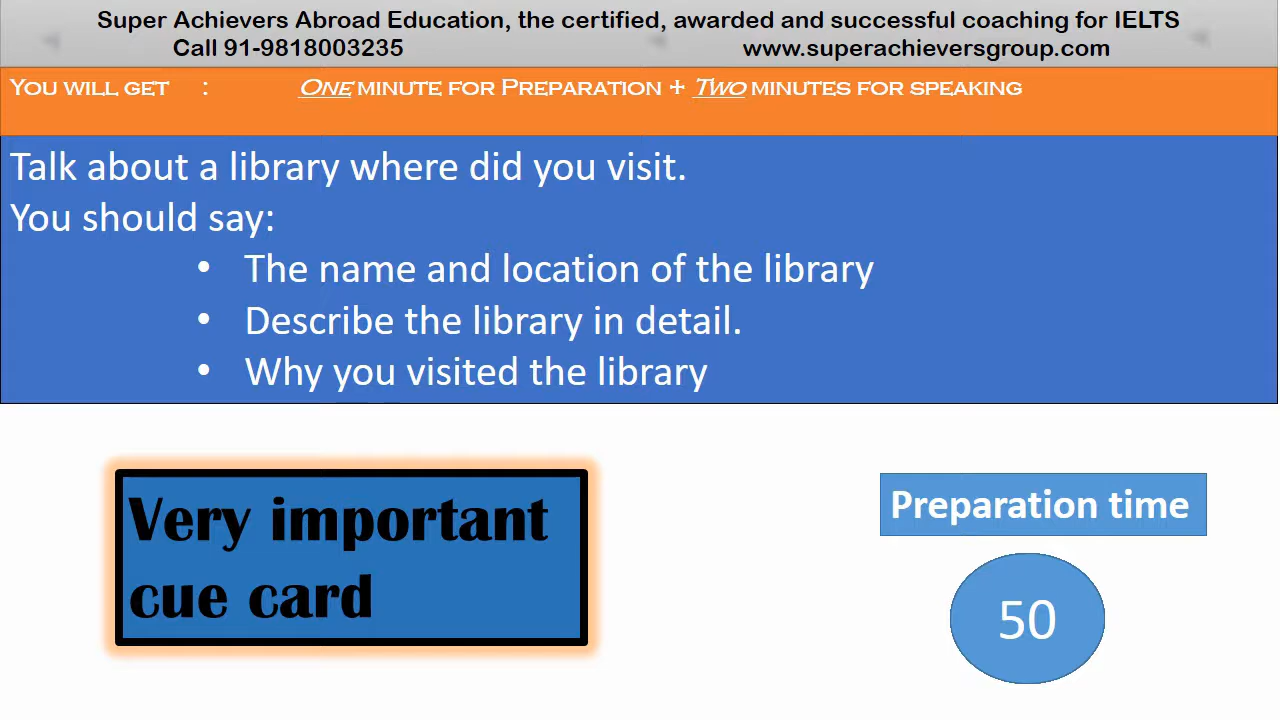 Super Achievers Abroad Education, the certified, awarded and successful coaching for IELTS
Call 91-9818003235 www.superachieversgroup.com
You will get : One minute for Preparation + Two minutes for speaking
Talk about a library where did you visit.
You should say:
• The name and location of the library
• Describe the library in detail.
• Why you visited the library
Very important
cue card
Preparation time
50